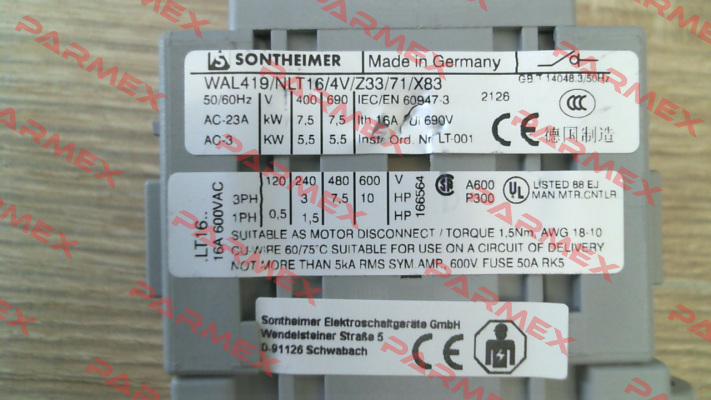 SONTHEIMER Made in Germany
WAL419/NLT16/4V/Z33/71/X83 GB T 14048.3/50Hz
50/60Hz V 400 690 IEC/EN 60947-3 2126
AC-23A kW 7,5 7,5 16A Ui 690V
AC-3 KW 5,5 5,5 Instr. Ord. Nr. LT-001 CE 德国制造
CCC
LT16..
16A 600VAC
120 240 480 600 V
3PH 3 7,5 10 HP
1PH 0,5 1,5 HP
166564
A600
P300
UL LISTED 88 EJ
MAN.MTR.CNTLR
SUITABLE AS MOTOR DISCONNECT / TORQUE 1,5Nm, AWG 18-10
CU-WIRE 60/75°C SUITABLE FOR USE ON A CIRCUIT OF DELIVERY
NOT MORE THAN 5kA RMS SYM.AMP. 600V FUSE 50A RK5
Sontheimer Elektroschaltgeräte GmbH
Wendelsteiner Straße 5
D-91126 Schwabach
CE
PARMEX